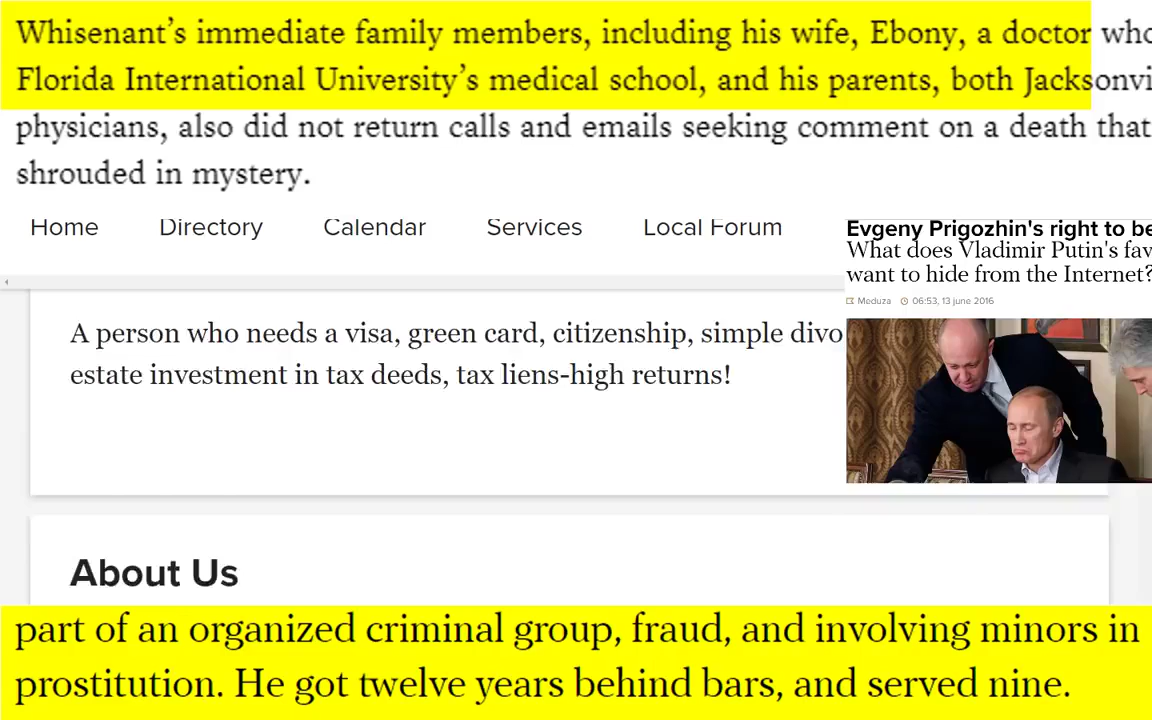 Whisenant’s immediate family members, including his wife, Ebony, a doctor who
Florida International University’s medical school, and his parents, both
physicians, also did not return calls and emails seeking comment on a death that
shrouded in mystery.
Home Directory Calendar Services Local Forum
Evgeny Prigozhin's right to be
What does Vladimir Putin's fav
want to hide from the Internet?
Meduza 06:53, 13 june 2016
A person who needs a visa, green card, citizenship, simple divo
estate investment in tax deeds, tax liens-high returns!
About Us
part of an organized criminal group, fraud, and involving minors in
prostitution. He got twelve years behind bars, and served nine.